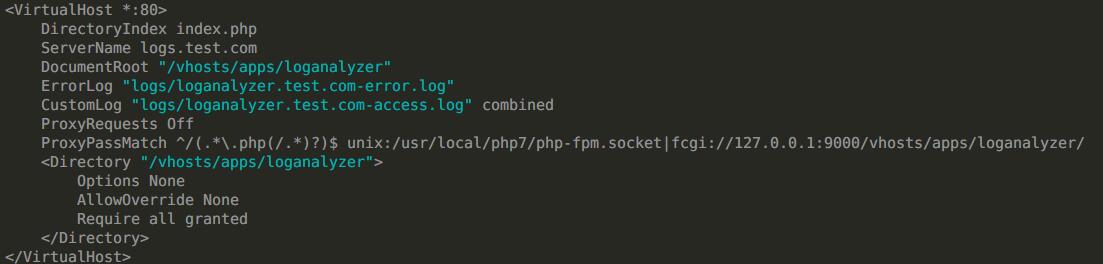 <VirtualHost *:80>
    DirectoryIndex index.php
    ServerName logs.test.com
    DocumentRoot "/vhosts/apps/loganalyzer"
    ErrorLog "logs/loganalyzer.test.com-error.log"
    CustomLog "logs/loganalyzer.test.com-access.log" combined
    ProxyRequests Off
    ProxyPassMatch ^/(.*\.php(/.*)?)$ unix:/usr/local/php7/php-fpm.socket|fcgi://127.0.0.1:9000/vhosts/apps/loganalyzer/
    <Directory "/vhosts/apps/loganalyzer">
        Options None
        AllowOverride None
        Require all granted
    </Directory>
</VirtualHost>